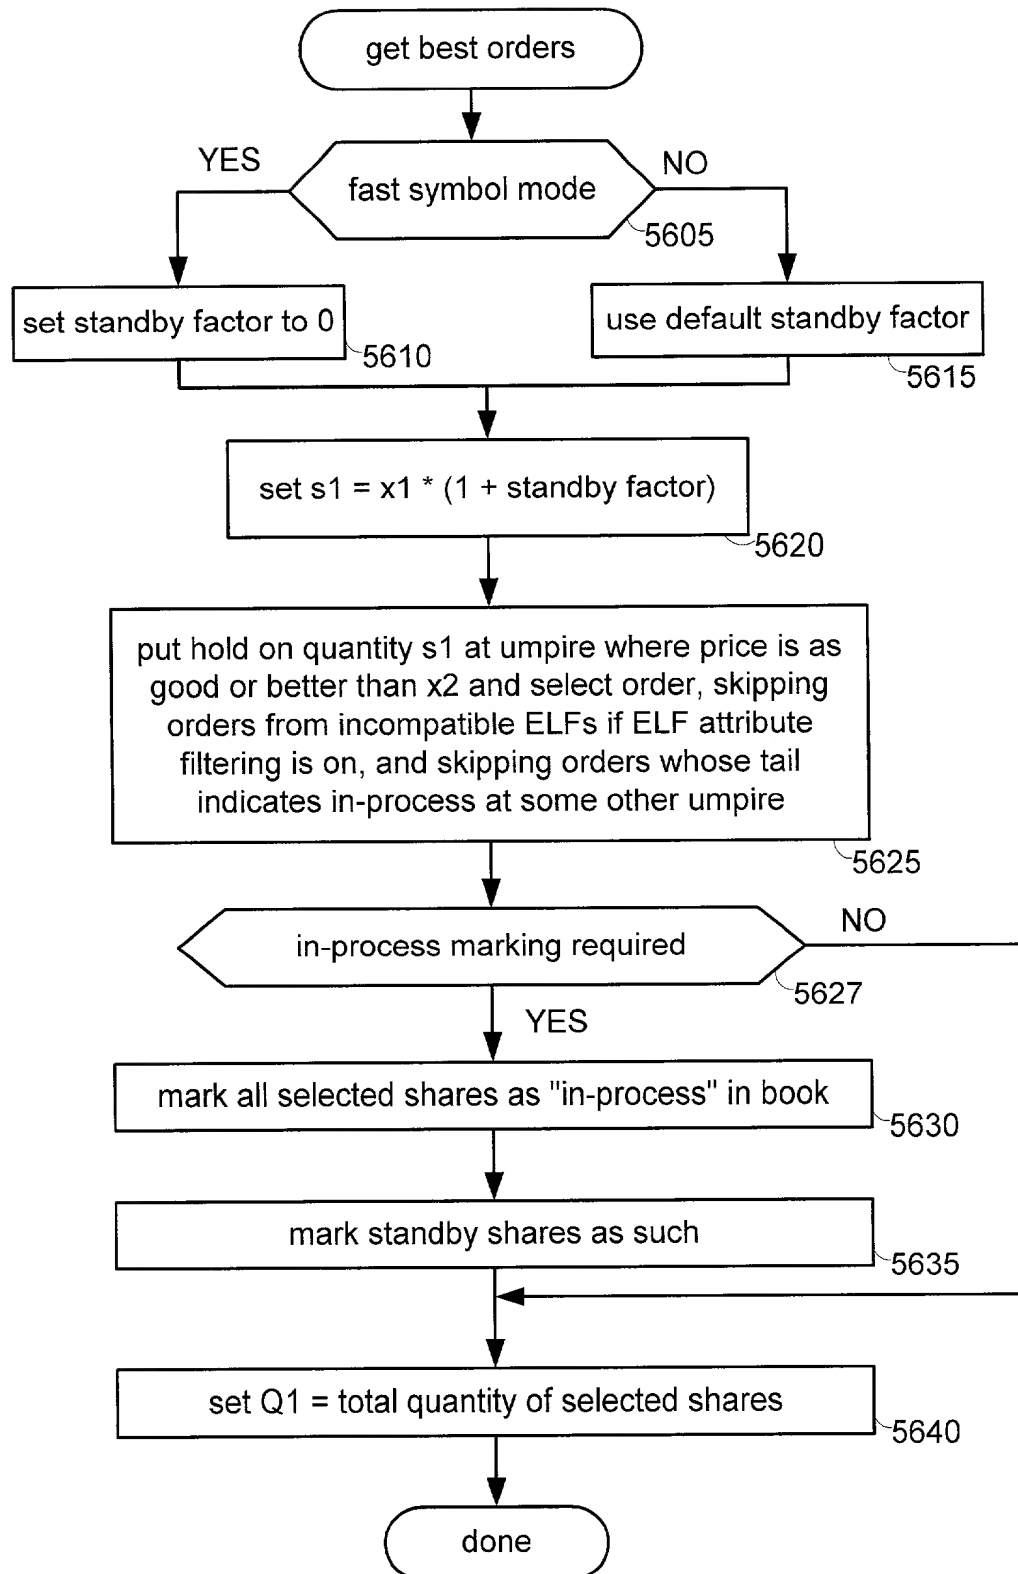 get best orders
YES
NO
fast symbol mode
5605
set standby factor to 0
use default standby factor
5610
5615
set s1 = x1 * (1 + standby factor)
5620
put hold on quantity s1 at umpire where price is as
good or better than x2 and select order, skipping
orders from incompatible ELFs if ELF attribute
filtering is on, and skipping orders whose tail
indicates in-process at some other umpire
5625
NO
in-process marking required
5627
YES
mark all selected shares as "in-process" in book
5630
mark standby shares as such
5635
set Q1 = total quantity of selected shares
5640
done